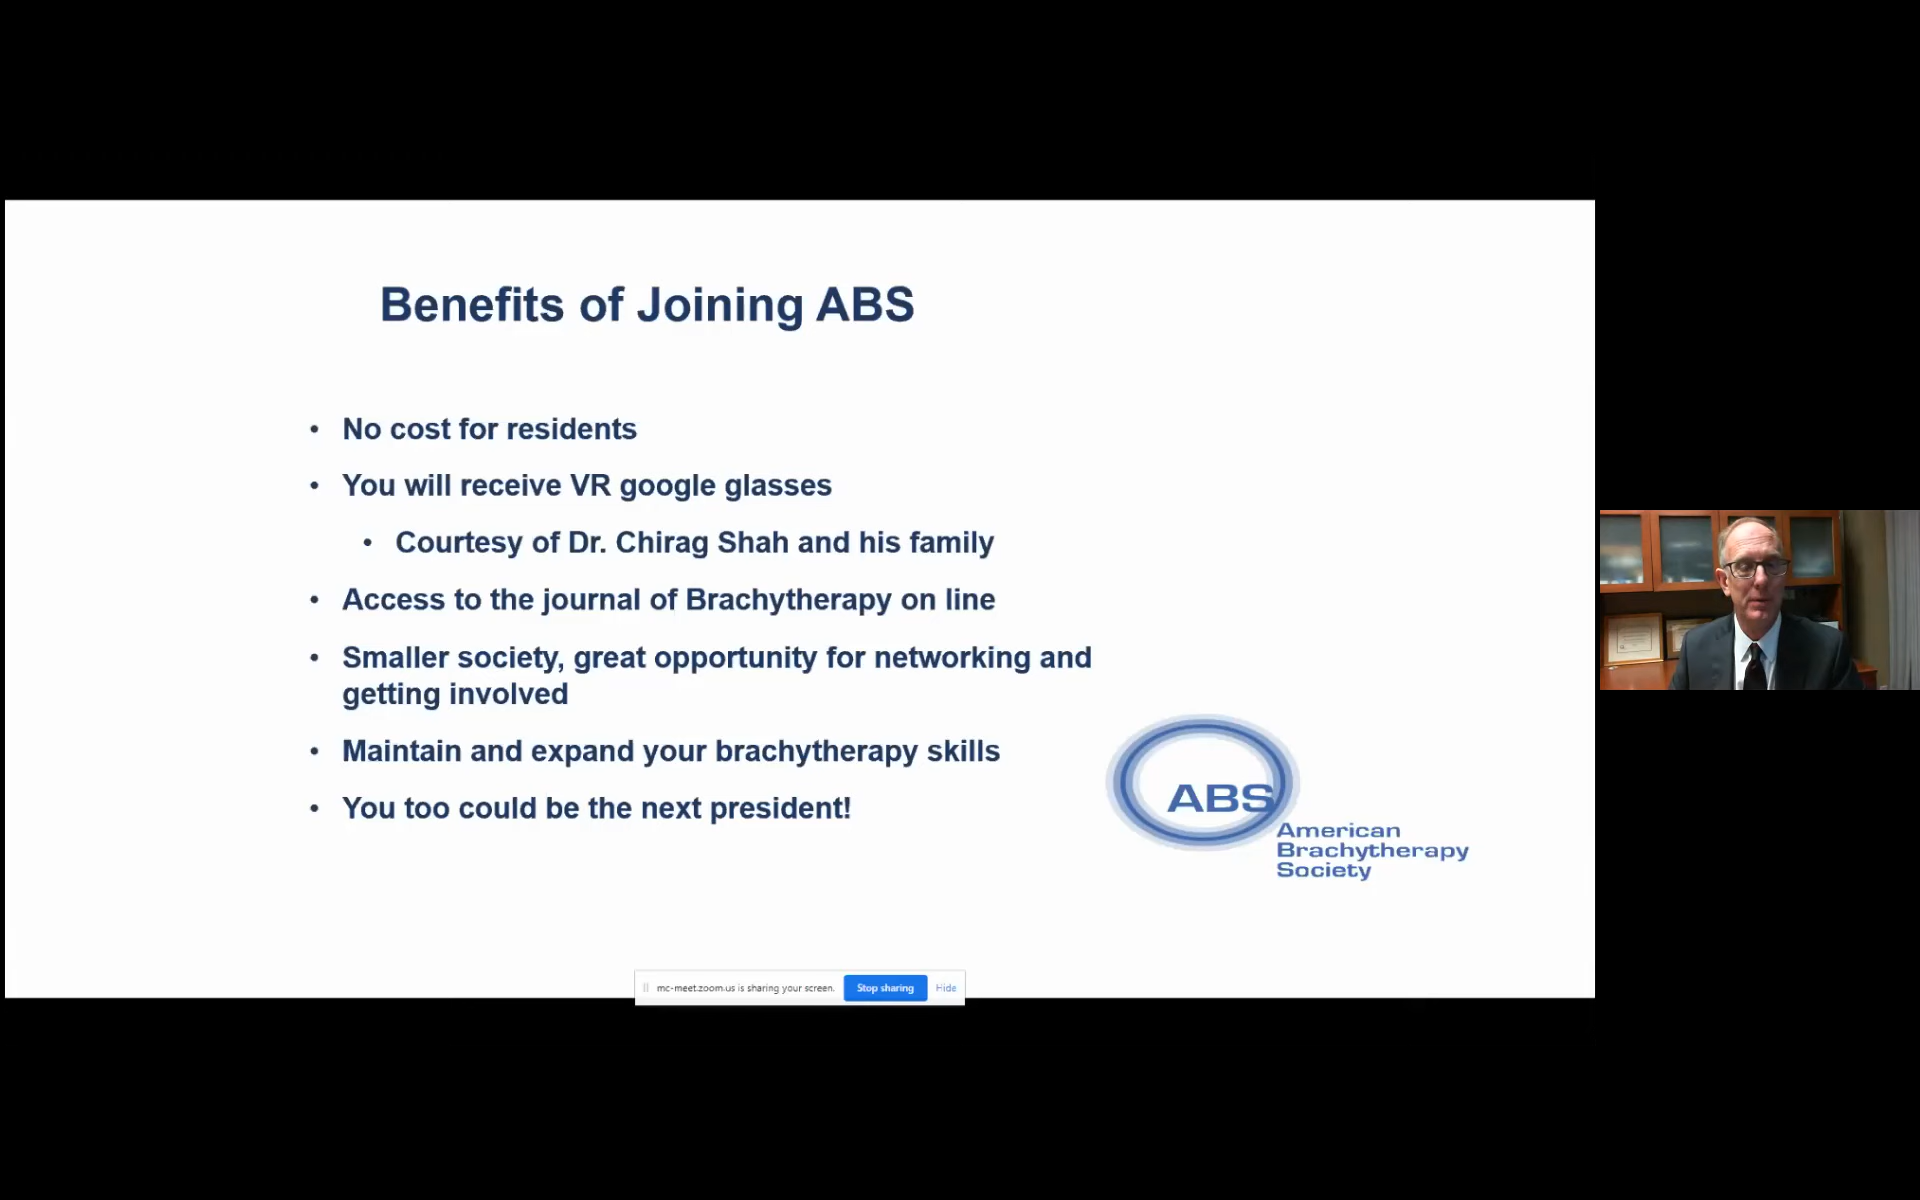 Benefits of Joining ABS
• No cost for residents
• You will receive VR google glasses
• Courtesy of Dr. Chirag Shah and his family
• Access to the journal of Brachytherapy on line
• Smaller society, great opportunity for networking and
getting involved
• Maintain and expand your brachytherapy skills
• You too could be the next president!
ABS
American
Brachytherapy
Society
mc-meet.zoom.us is sharing your screen.
Stop sharing
Hide